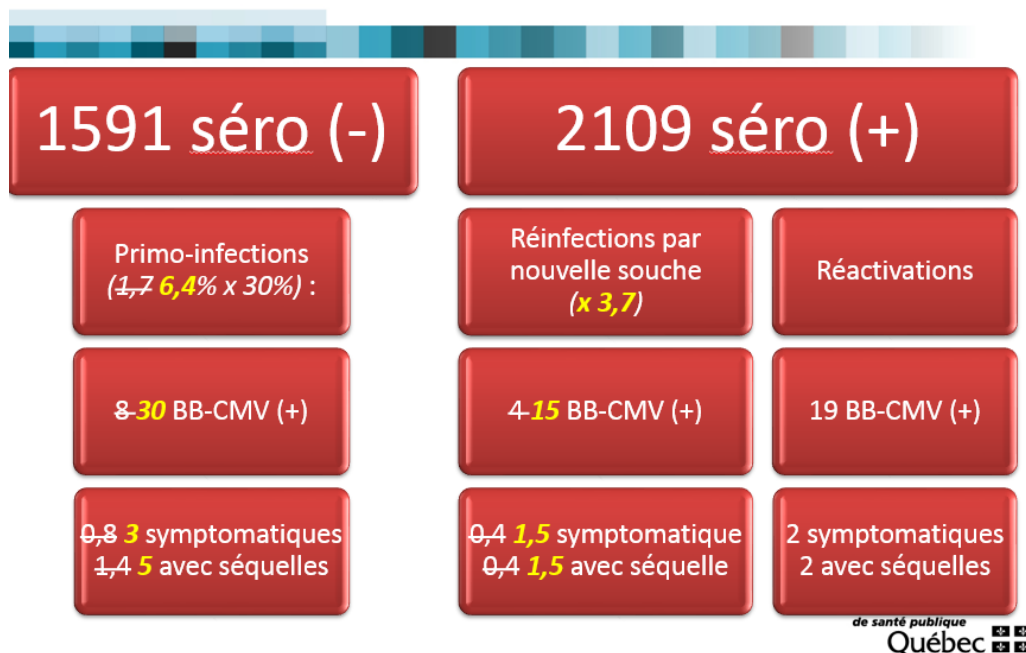 1591 séro (-)
2109 séro (+)
Primo-infections
(1,7 6,4% x 30%) :
Réinfections par
nouvelle souche
(x 3,7)
Réactivations
8 30 BB-CMV (+)
4 15 BB-CMV (+)
19 BB-CMV (+)
0,8 3 symptomatiques
1,4 5 avec séquelles
0,4 1,5 symptomatique
0,4 1,5 avec séquelle
2 symptomatiques
2 avec séquelles
de santé publique
Québec